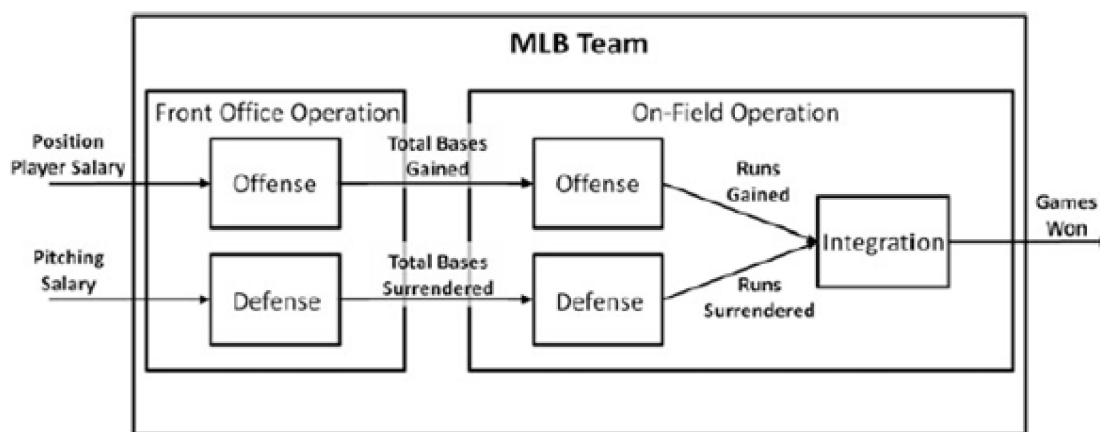 MLB Team
Front Office Operation
On-Field Operation
Position
Player Salary
Offense
Total Bases
Gained
Offense
Runs
Gained
Integration
Games
Won
Pitching
Salary
Defense
Total Bases
Surrendered
Defense
Runs
Surrendered